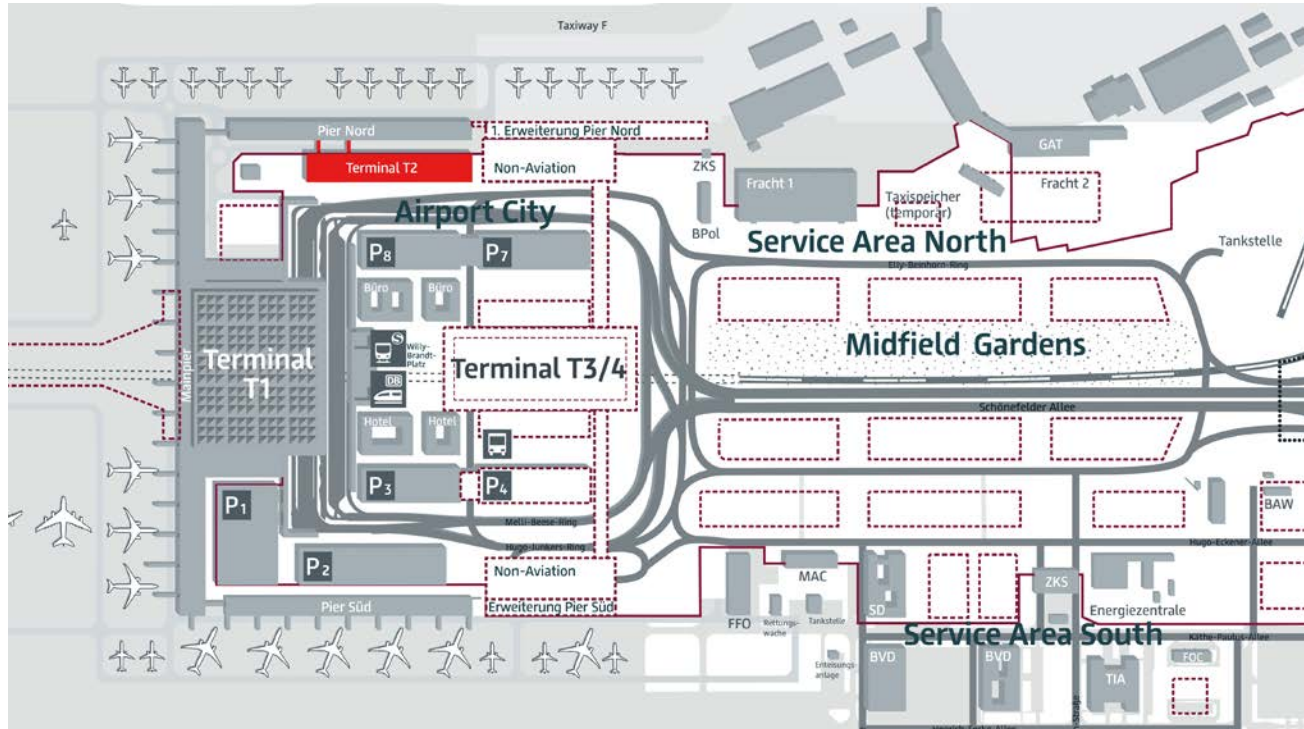 Taxiway F
Pier Nord
1. Erweiterung Pier Nord
Terminal T2
Non-Aviation
ZKS
GAT
Fracht 1
Fracht 2
Taxispeicher
(temporär)
BPol
Airport City
Service Area North
Tankstelle
Elly-Beinhorn-Ring
P8
P7
Büro
Büro
S
Willy-
Brandt-
Platz
DB
Mainpier
Terminal
T1
Terminal T3/4
Midfield Gardens
Schönefelder Allee
Hotel
Hotel
P3
P4
P1
P2
Melli-Beese-Ring
Hugo-Junkers-Ring
BAW
Hugo-Eckener-Allee
Non-Aviation
Pier Süd
Erweiterung Pier Süd
FFO
MAC
Rettungs-
wache
Tankstelle
SD
ZKS
Energiezentrale
Service Area South
Käthe-Paulus-Allee
Enteisungs-
anlage
BVD
BVD
TIA
FOC